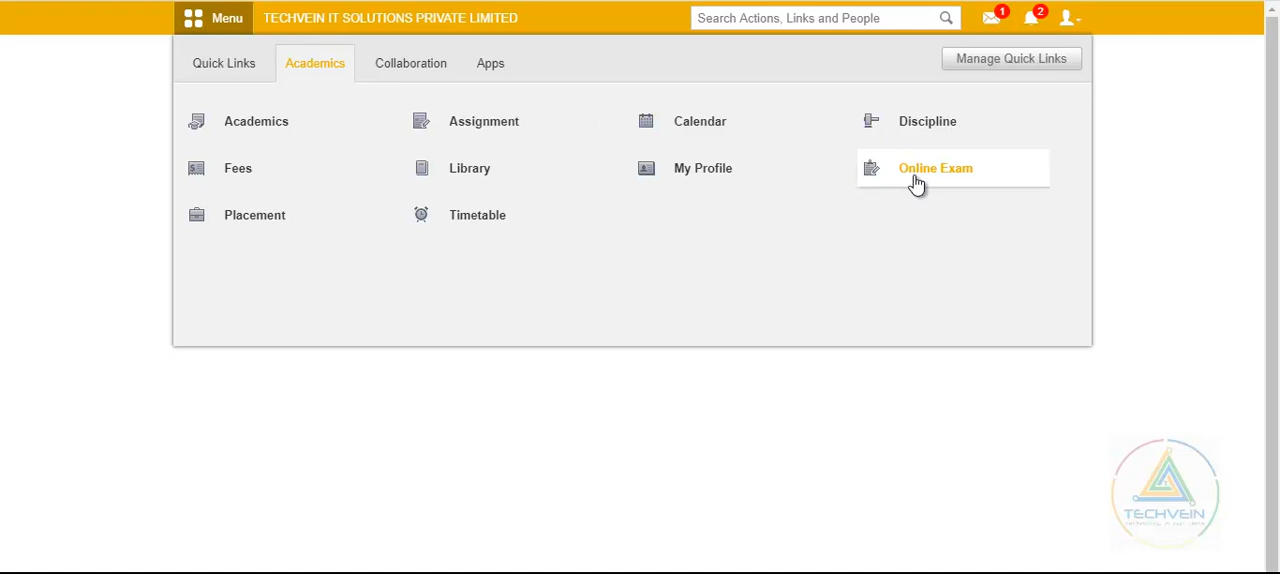 Menu TECHVEIN IT SOLUTIONS PRIVATE LIMITED Search Actions, Links and People 1 2
Quick Links Academics Collaboration Apps Manage Quick Links
Academics Assignment Calendar Discipline
Fees Library My Profile Online Exam
Placement Timetable
TECHVEIN